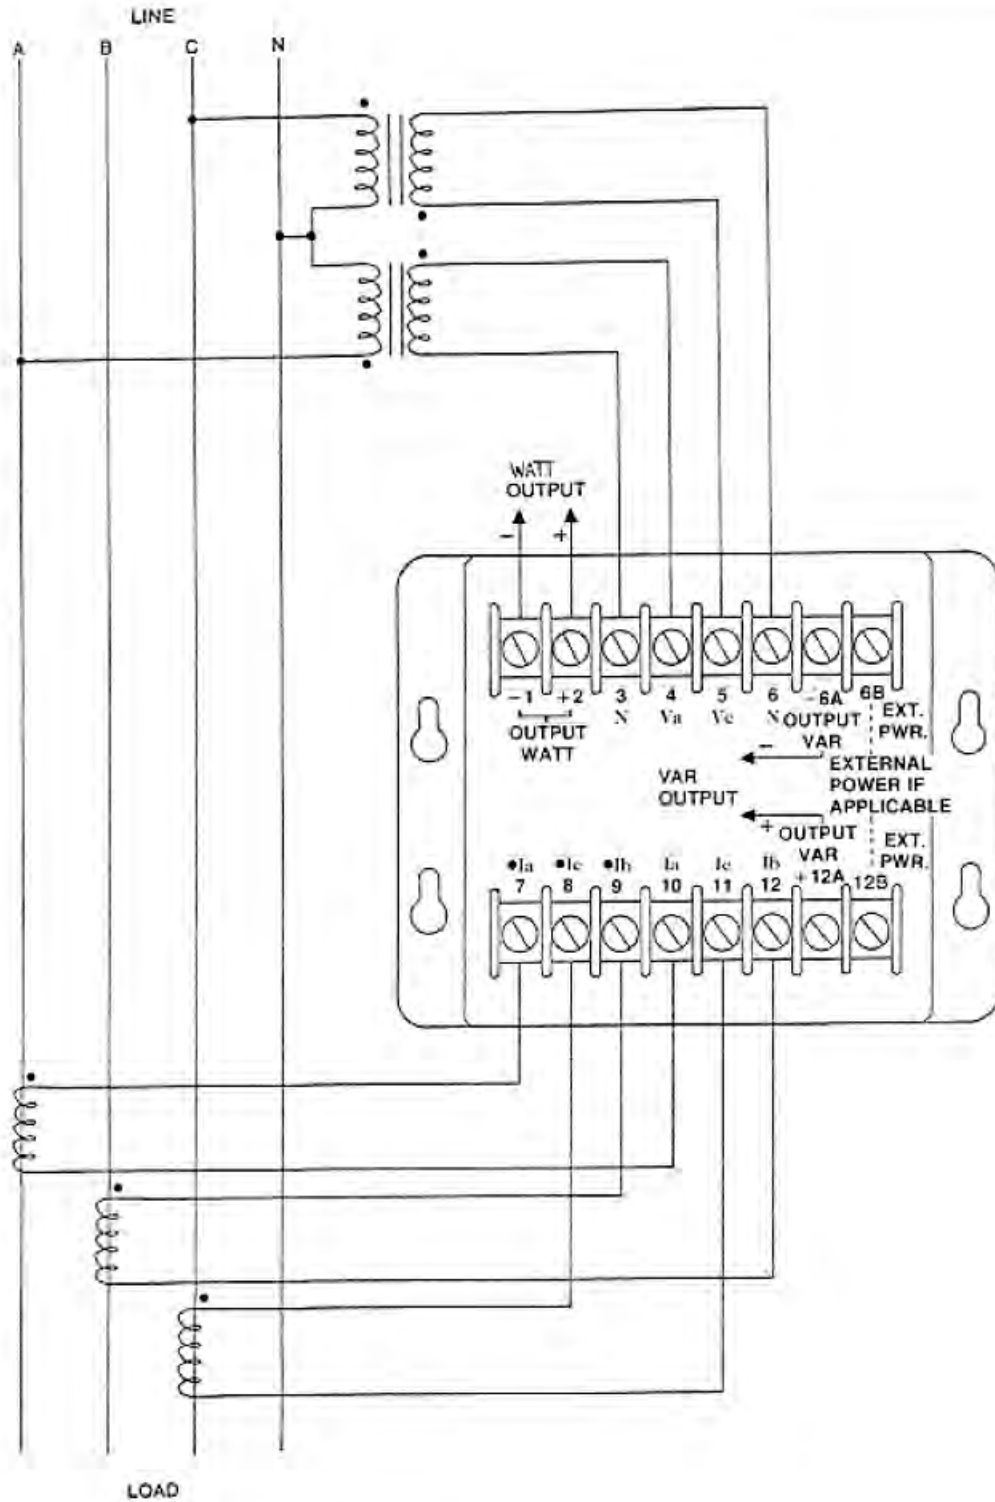 LINE
A B C N
WATT
OUTPUT
- +
-1 +2 3 4 5 6 -6A 6B
N Va Vc N
OUTPUT
WATT
OUTPUT
VAR
EXT.
PWR.
-
VAR
OUTPUT
EXTERNAL
POWER IF
APPLICABLE
+
OUTPUT
VAR
+12A
EXT.
PWR.
12B
•Ia •Ic •Ib Ia Ic Ib
7 8 9 10 11 12
LOAD